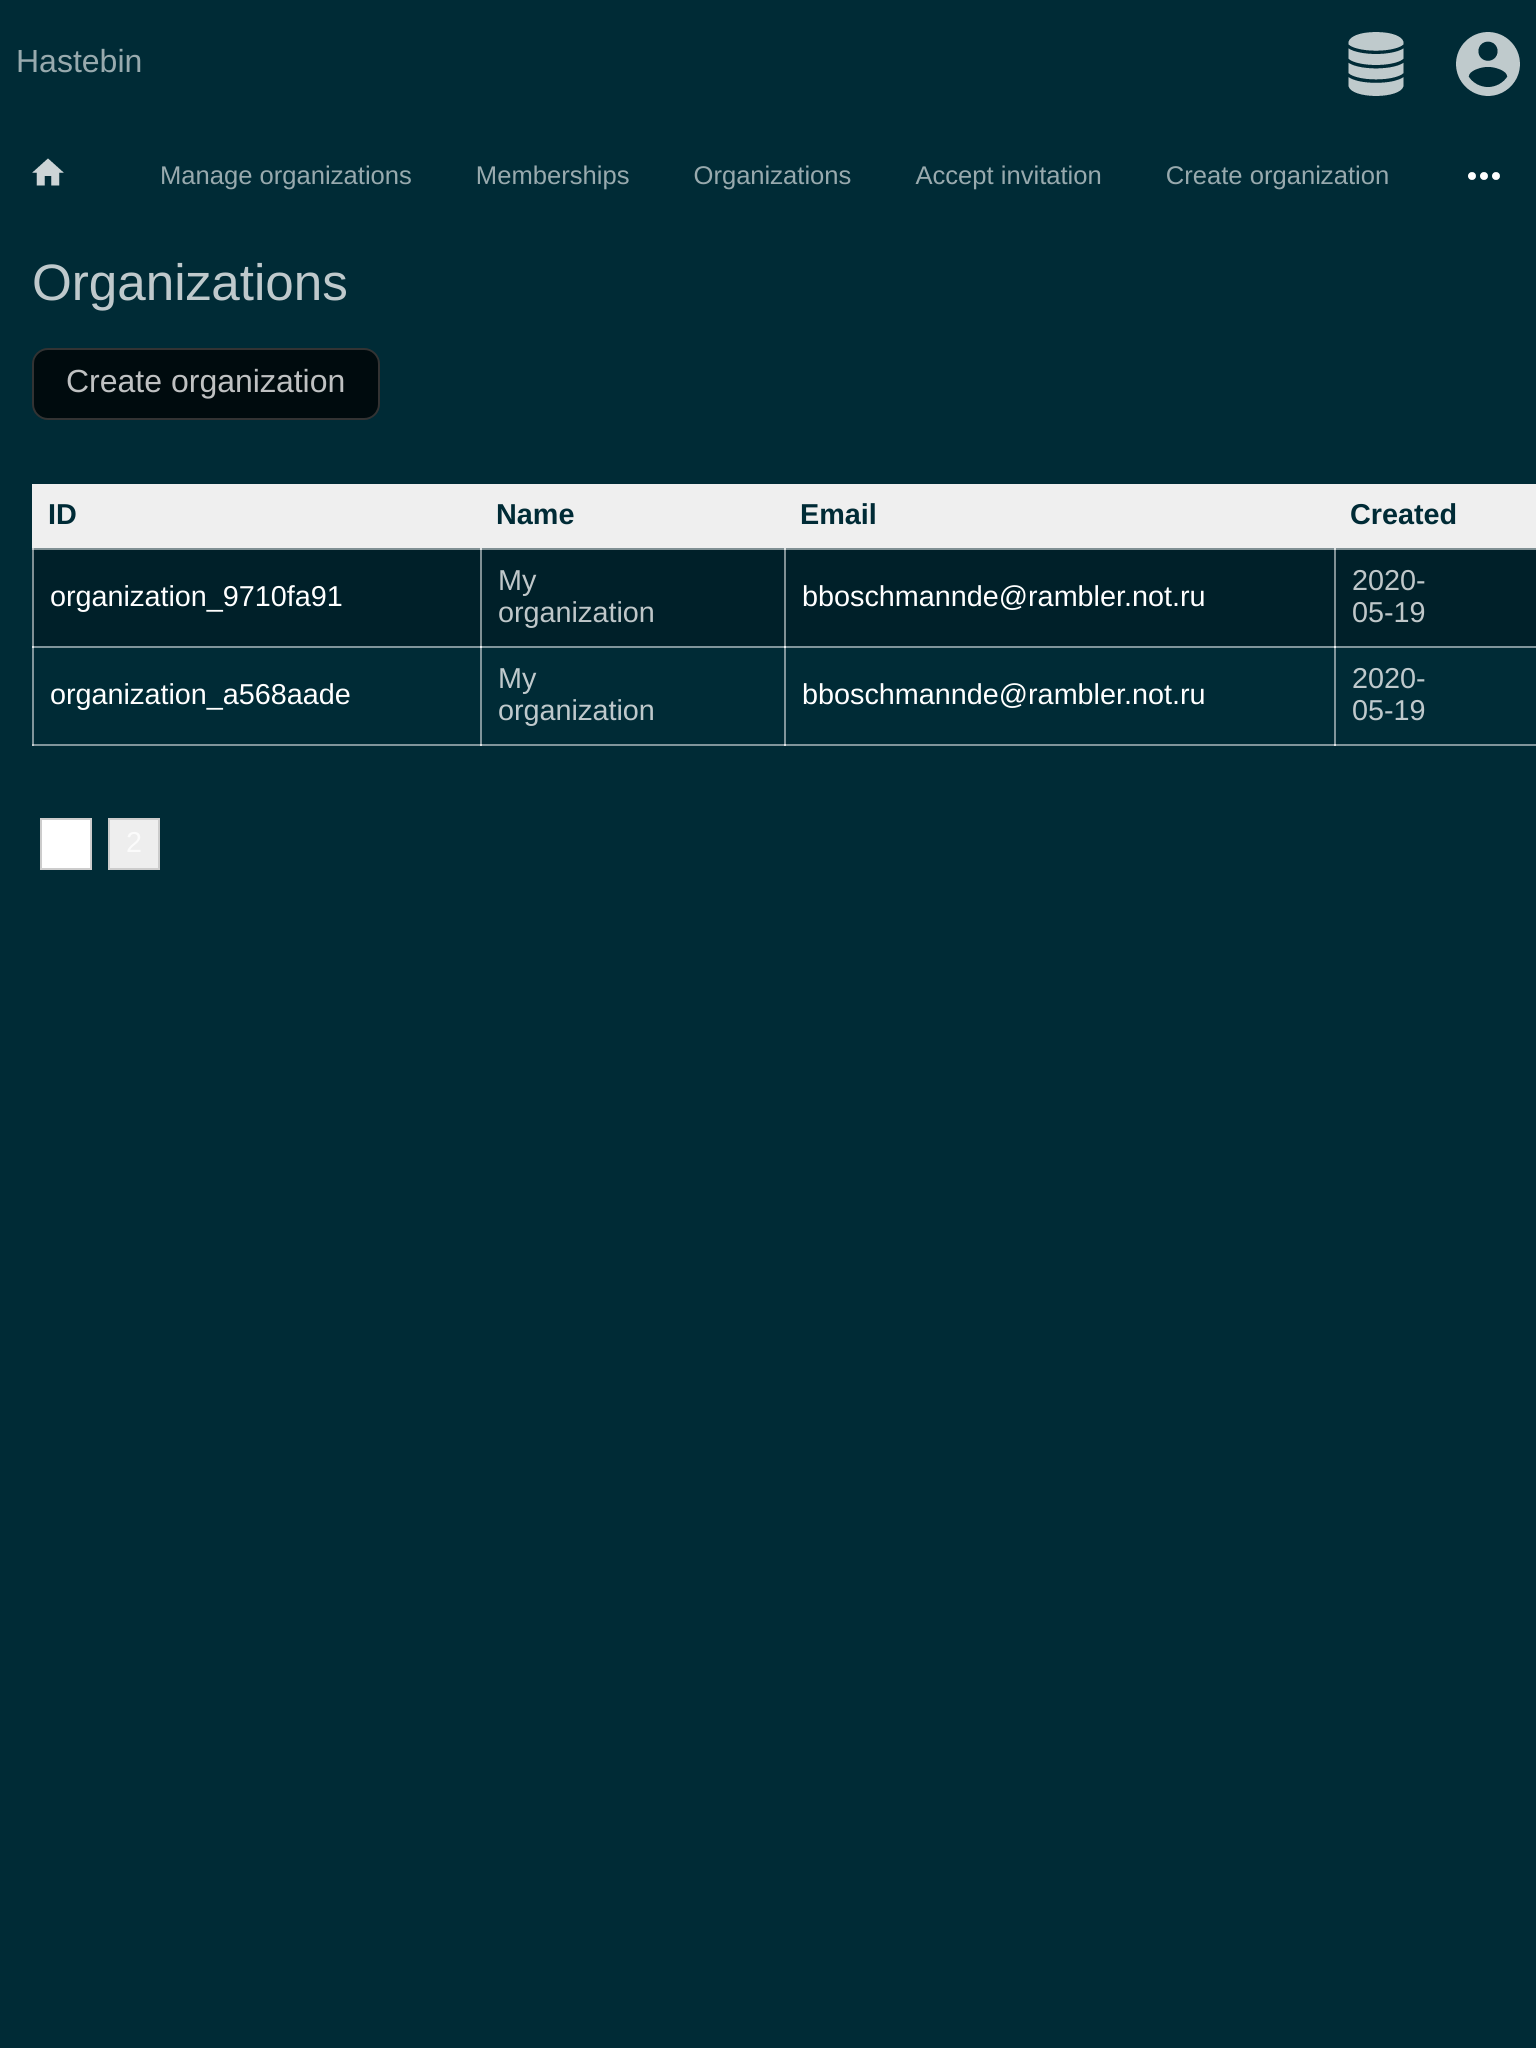 Hastebin
Manage organizations Memberships Organizations Accept invitation Create organization
Organizations
Create organization
ID Name Email Created
organization_9710fa91 My organization bboschmannde@rambler.not.ru 2020-05-19
organization_a568aade My organization bboschmannde@rambler.not.ru 2020-05-19
2